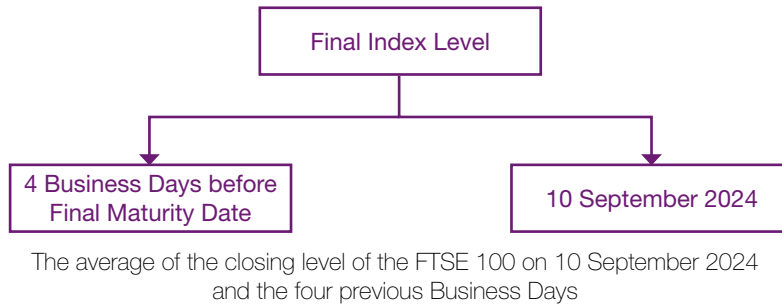 Final Index Level
4 Business Days before
Final Maturity Date
10 September 2024
The average of the closing level of the FTSE 100 on 10 September 2024
and the four previous Business Days